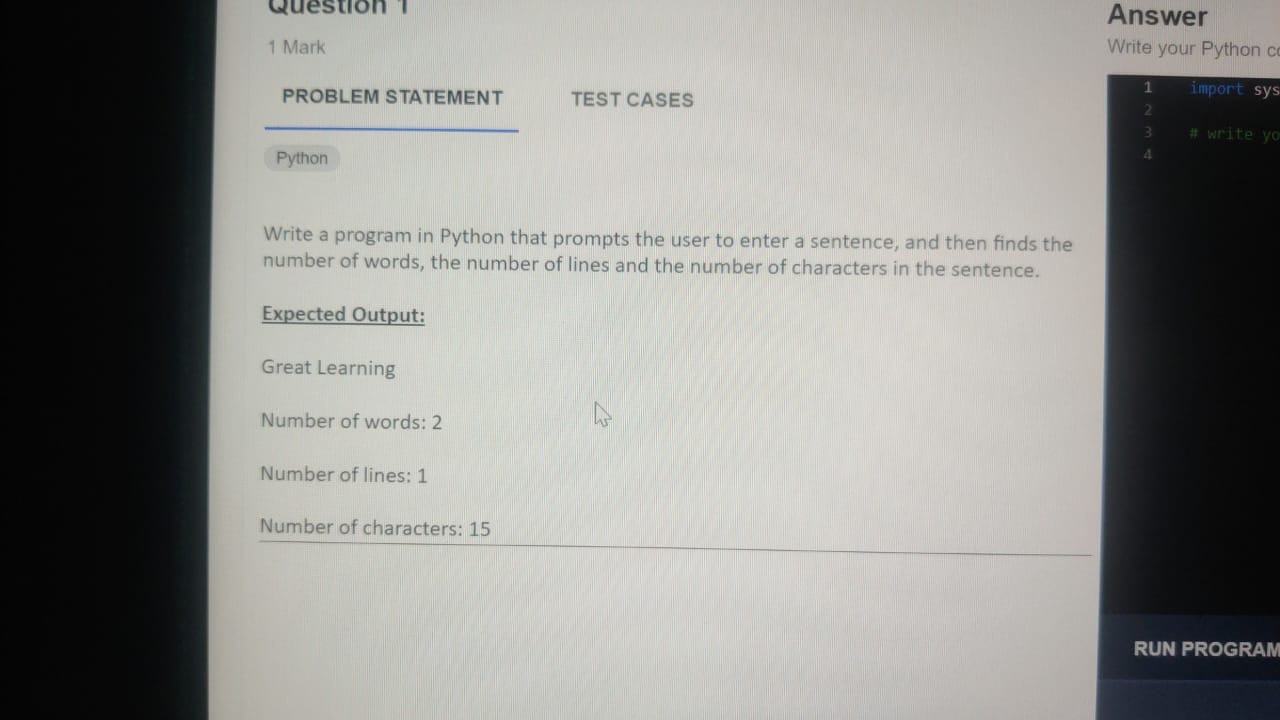 Question 1
Answer
1 Mark
Write your Python
PROBLEM STATEMENT
TEST CASES
1 import sys
2
3 # write
4
Python
Write a program in Python that prompts the user to enter a sentence, and then finds the
number of words, the number of lines and the number of characters in the sentence.
Expected Output:
Great Learning
Number of words: 2
Number of lines: 1
Number of characters: 15
RUN PROGRAM